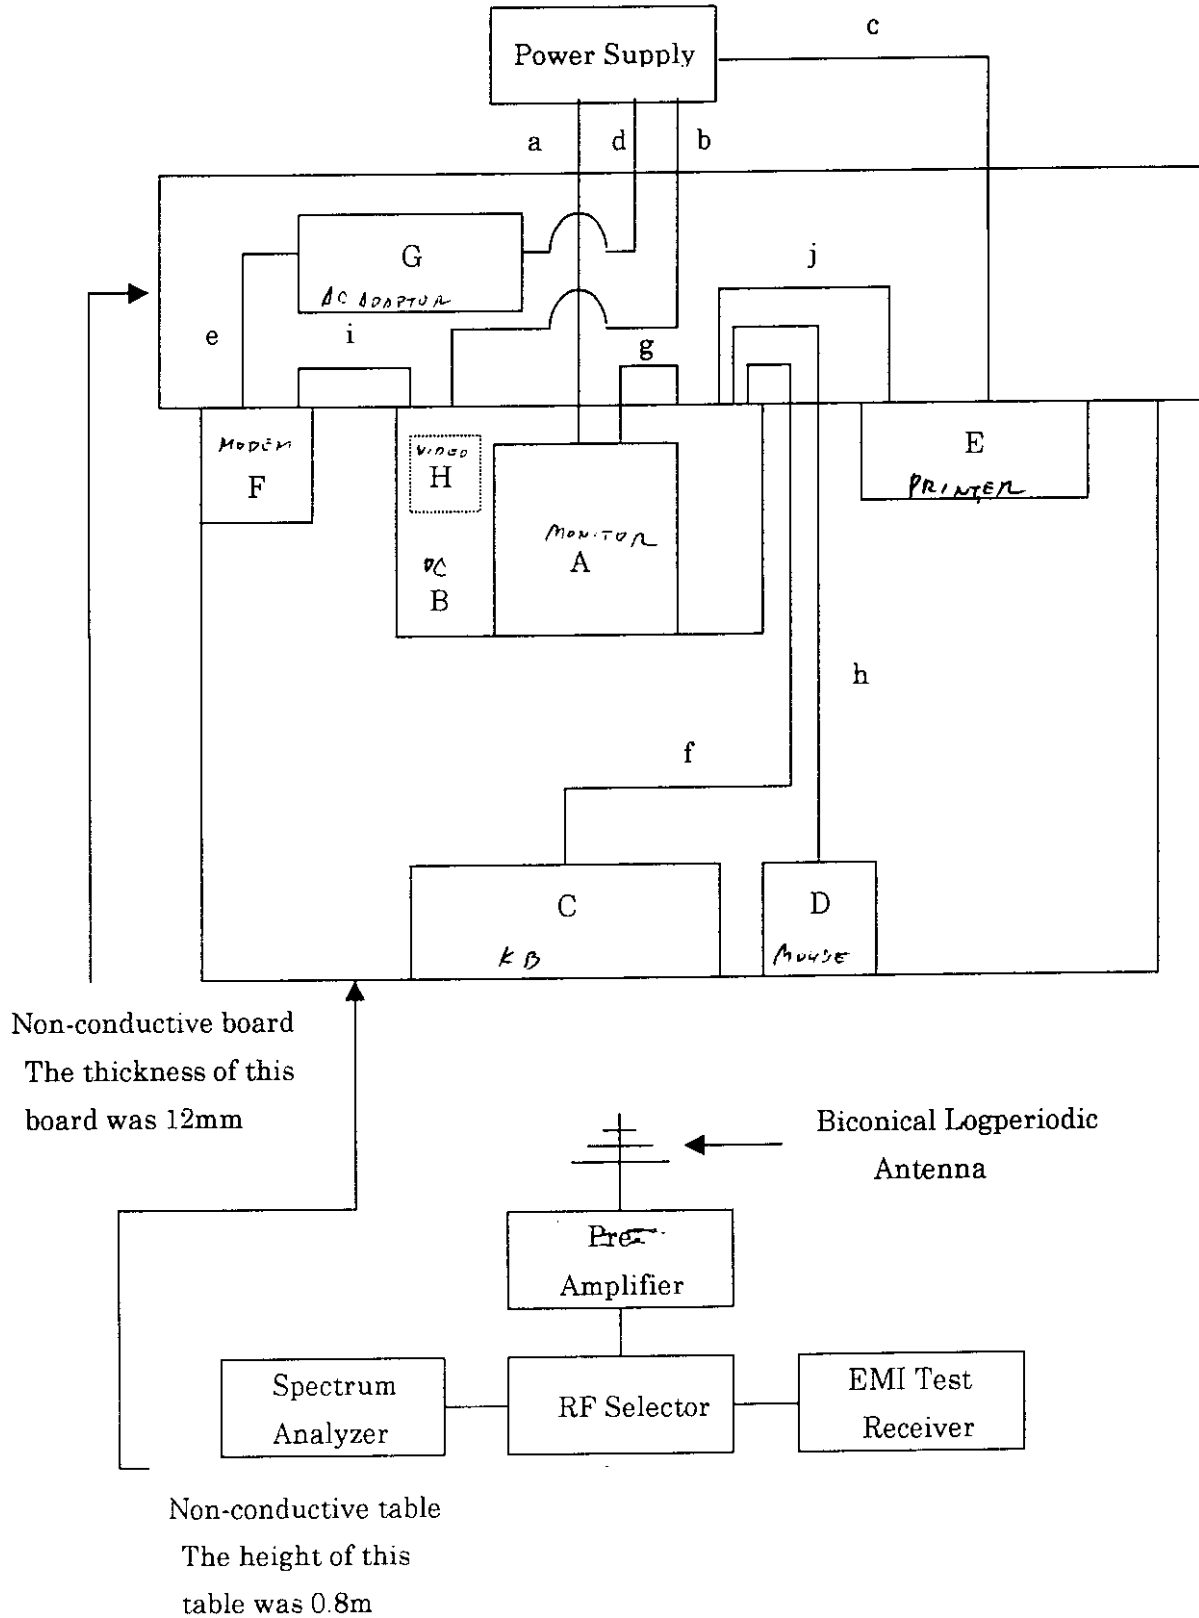 Power Supply
c
a
d
b
G
AC ADAPTOR
j
e
i
g
MODEM
F
VIDEO
H
MONITOR
A
PC
B
E
PRINTER
h
f
C
KB
D
MOUSE
Non-conductive board
The thickness of this
board was 12mm
Biconical Logperiodic
Antenna
Pre-
Amplifier
Spectrum
Analyzer
RF Selector
EMI Test
Receiver
Non-conductive table
The height of this
table was 0.8m